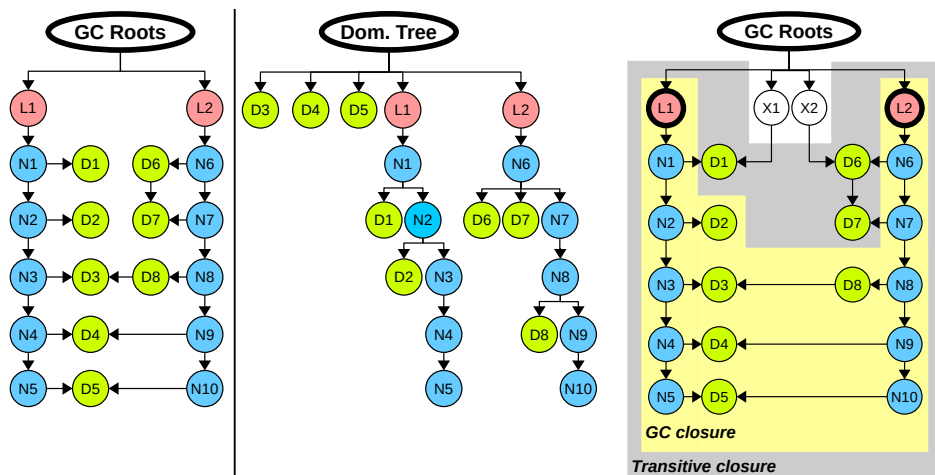 GC Roots
L1 L2
N1 D1 D6 N6
N2 D2 D7 N7
N3 D3 D8 N8
N4 D4 N9
N5 D5 N10
Dom. Tree
D3 D4 D5 L1 L2
N1 N6
D1 N2 D6 D7 N7
D2 N3 N8
N4 D8 N9
N5 N10
GC Roots
L1 X1 X2 L2
N1 D1 D6 N6
N2 D2 D7 N7
N3 D3 D8 N8
N4 D4 N9
N5 D5 N10
GC closure
Transitive closure